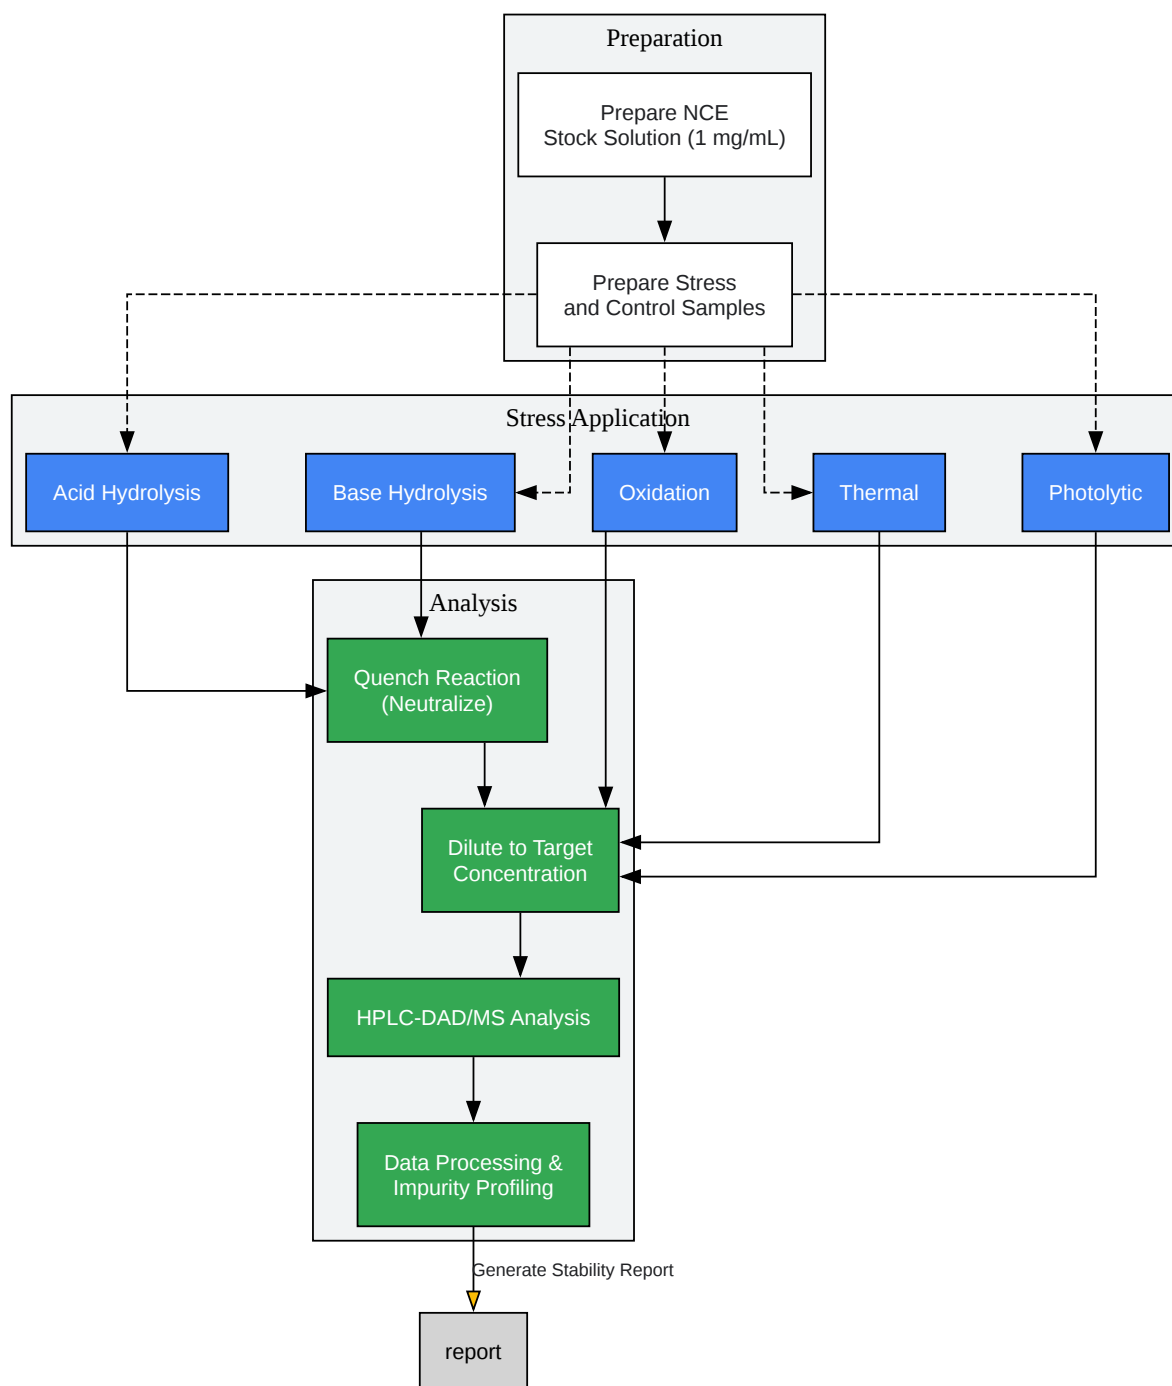 Preparation
Prepare NCE
Stock Solution (1 mg/mL)
Prepare Stress
and Control Samples
Stress Application
Acid Hydrolysis
Base Hydrolysis
Oxidation
Thermal
Photolytic
Analysis
Quench Reaction
(Neutralize)
Dilute to Target
Concentration
HPLC-DAD/MS Analysis
Data Processing &
Impurity Profiling
Generate Stability Report
report